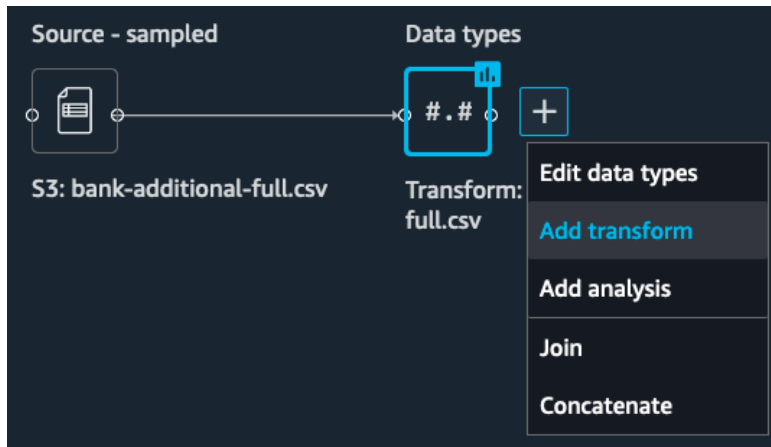 Source - sampled
Data types
#.#
+
S3: bank-additional-full.csv
Transform:
full.csv
Edit data types
Add transform
Add analysis
Join
Concatenate